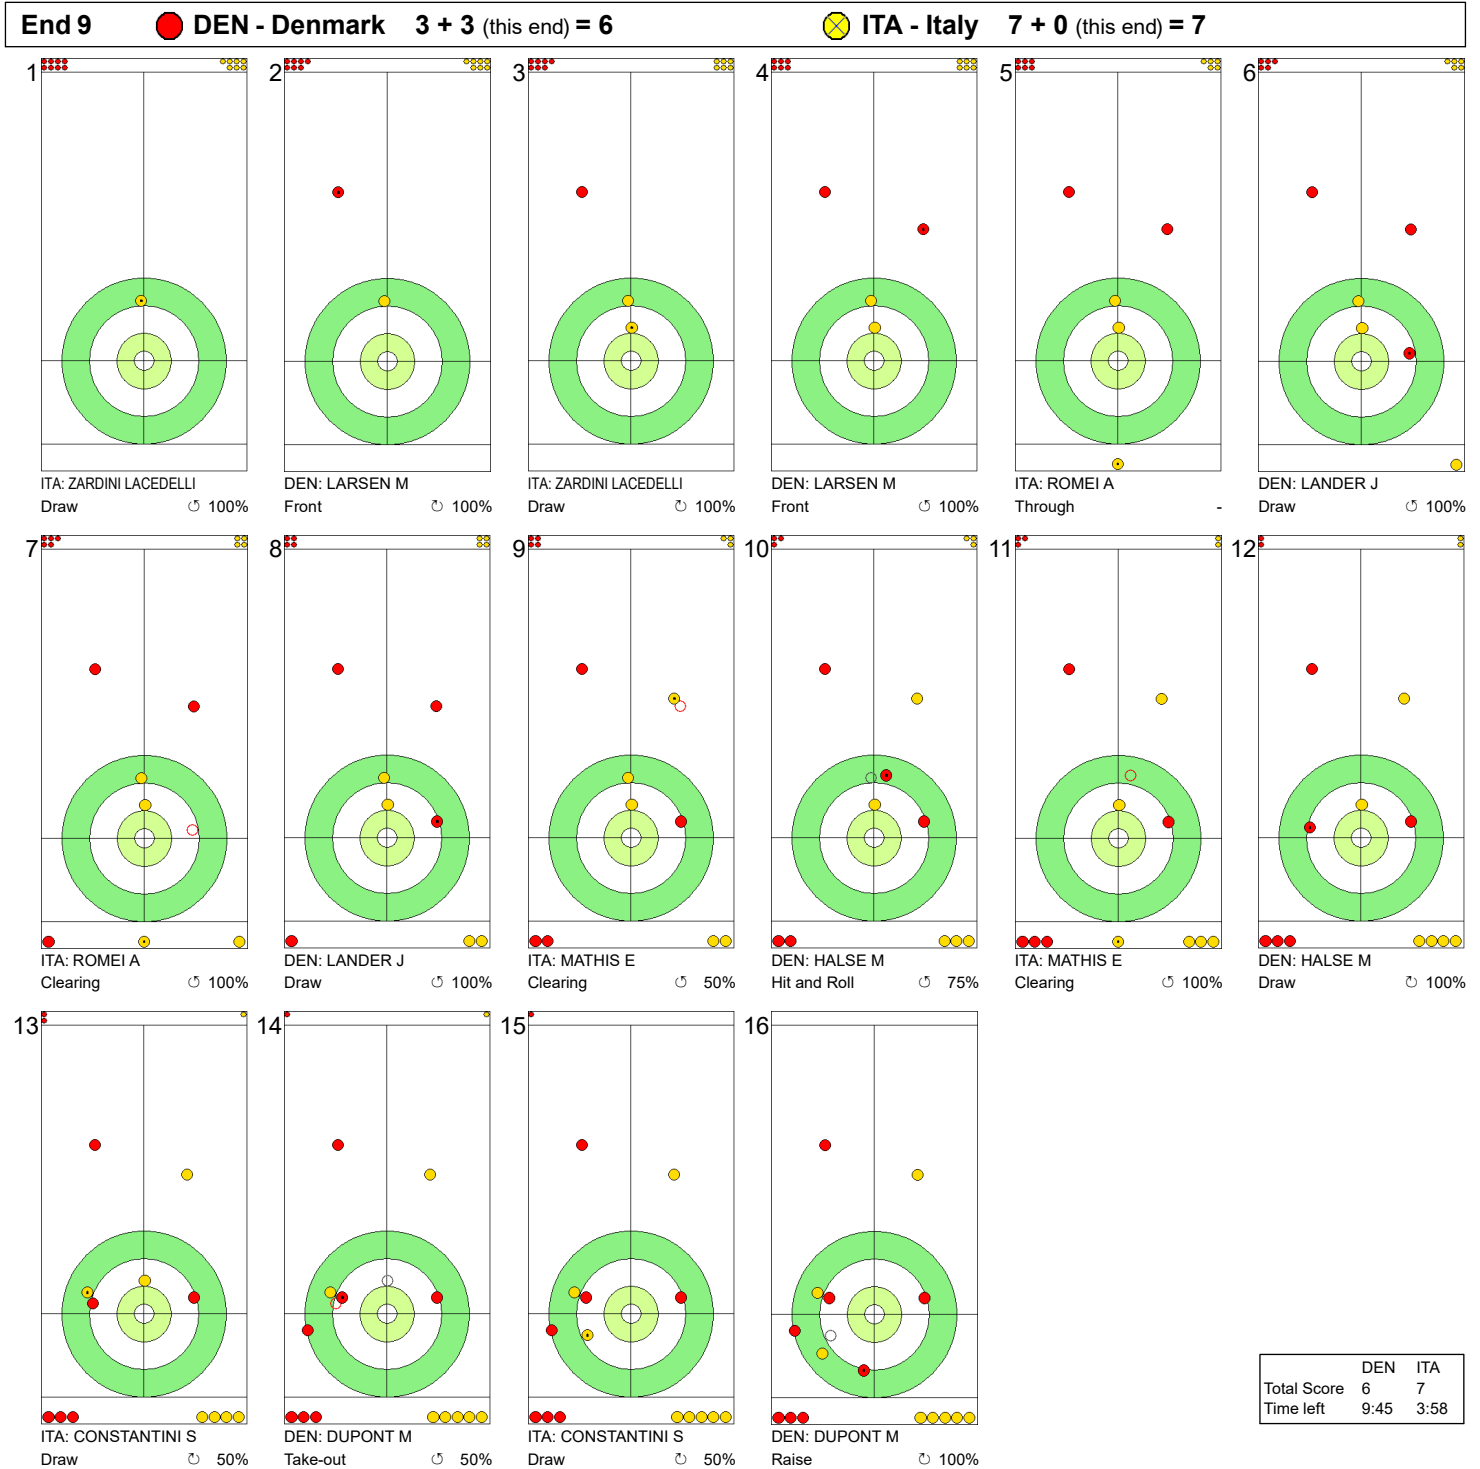 End 9 DEN - Denmark 3 + 3 (this end) = 6 ITA - Italy 7 + 0 (this end) = 7
1 2 3 4 5 6
ITA: ZARDINI LACEDELLI DEN: LARSEN M ITA: ZARDINI LACEDELLI DEN: LARSEN M ITA: ROMEI A DEN: LANDER J
Draw ↺ 100% Front ↻ 100% Draw ↻ 100% Front ↺ 100% Through - Draw ↺ 100%
7 8 9 10 11 12
ITA: ROMEI A DEN: LANDER J ITA: MATHIS E DEN: HALSE M ITA: MATHIS E DEN: HALSE M
Clearing ↺ 100% Draw ↺ 100% Clearing ↺ 50% Hit and Roll ↺ 75% Clearing ↺ 100% Draw ↻ 100%
13 14 15 16
ITA: CONSTANTINI S DEN: DUPONT M ITA: CONSTANTINI S DEN: DUPONT M
Draw ↻ 50% Take-out ↺ 50% Draw ↻ 50% Raise ↻ 100%
DEN ITA
Total Score 6 7
Time left 9:45 3:58